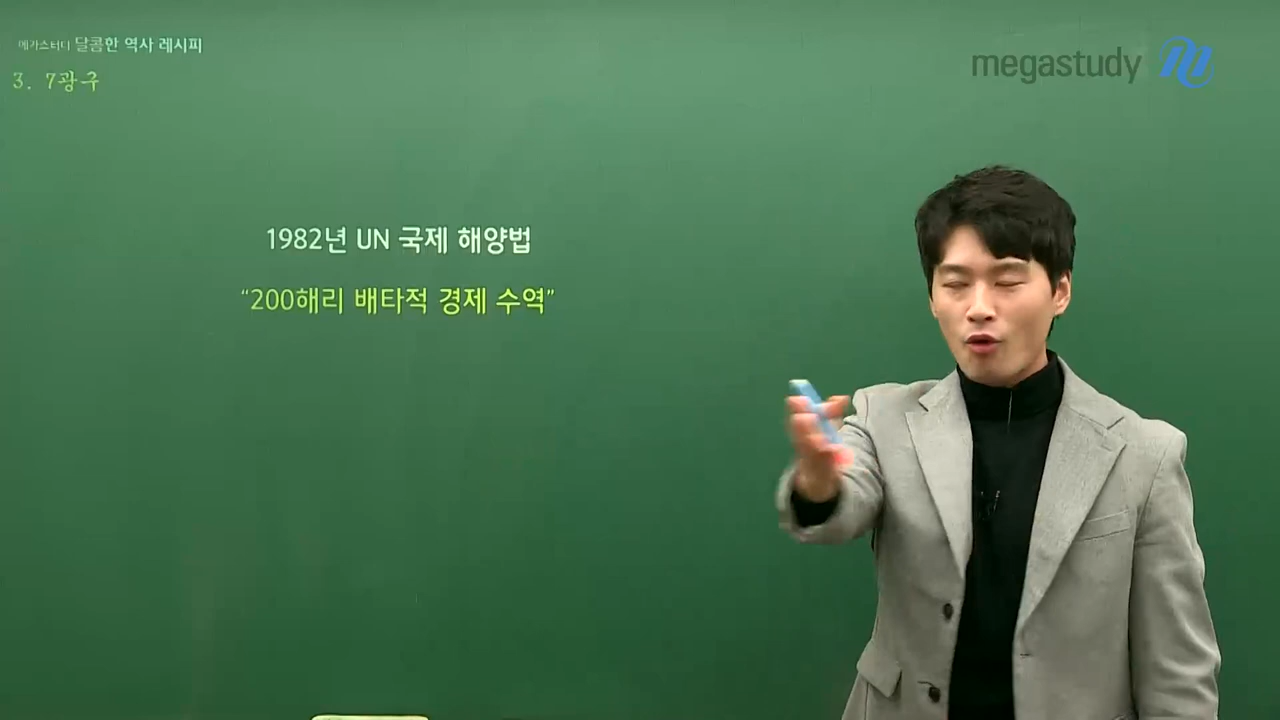 메가스터디 달콤한 역사 레시피
3. 7광구
megastudy
1982년 UN 국제 해양법
“200해리 배타적 경제 수역”